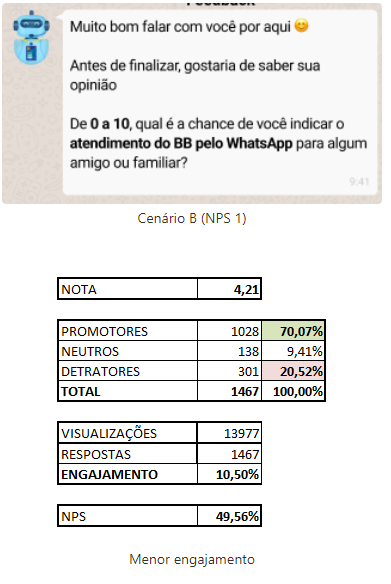 Feedback
Muito bom falar com você por aqui 😊
Antes de finalizar, gostaria de saber sua
opinião
De 0 a 10, qual é a chance de você indicar o
atendimento do BB pelo WhatsApp para algum
amigo ou familiar?
9:41
Cenário B (NPS 1)
NOTA 4,21
PROMOTORES 1028 70,07%
NEUTROS 138 9,41%
DETRATORES 301 20,52%
TOTAL 1467 100,00%
VISUALIZAÇÕES 13977
RESPOSTAS 1467
ENGAJAMENTO 10,50%
NPS 49,56%
Menor engajamento